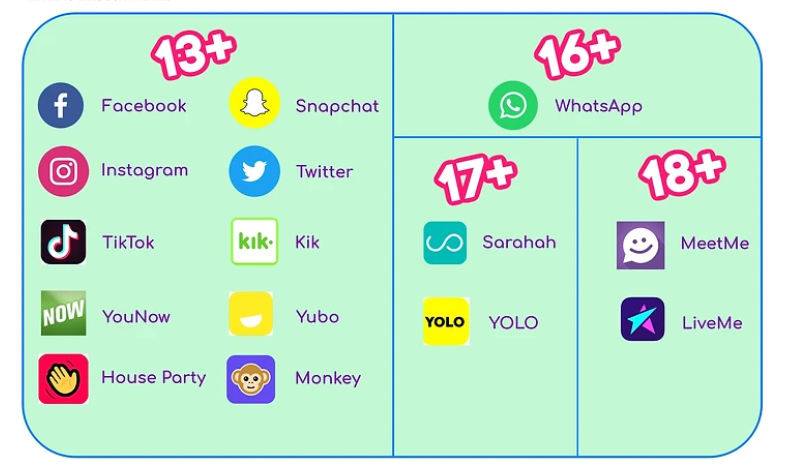 13+
Facebook
Snapchat
Instagram
Twitter
TikTok
kik·
Kik
NOW
YouNow
Yubo
House Party
Monkey
16+
WhatsApp
17+
Sarahah
YOLO
YOLO
18+
MeetMe
LiveMe